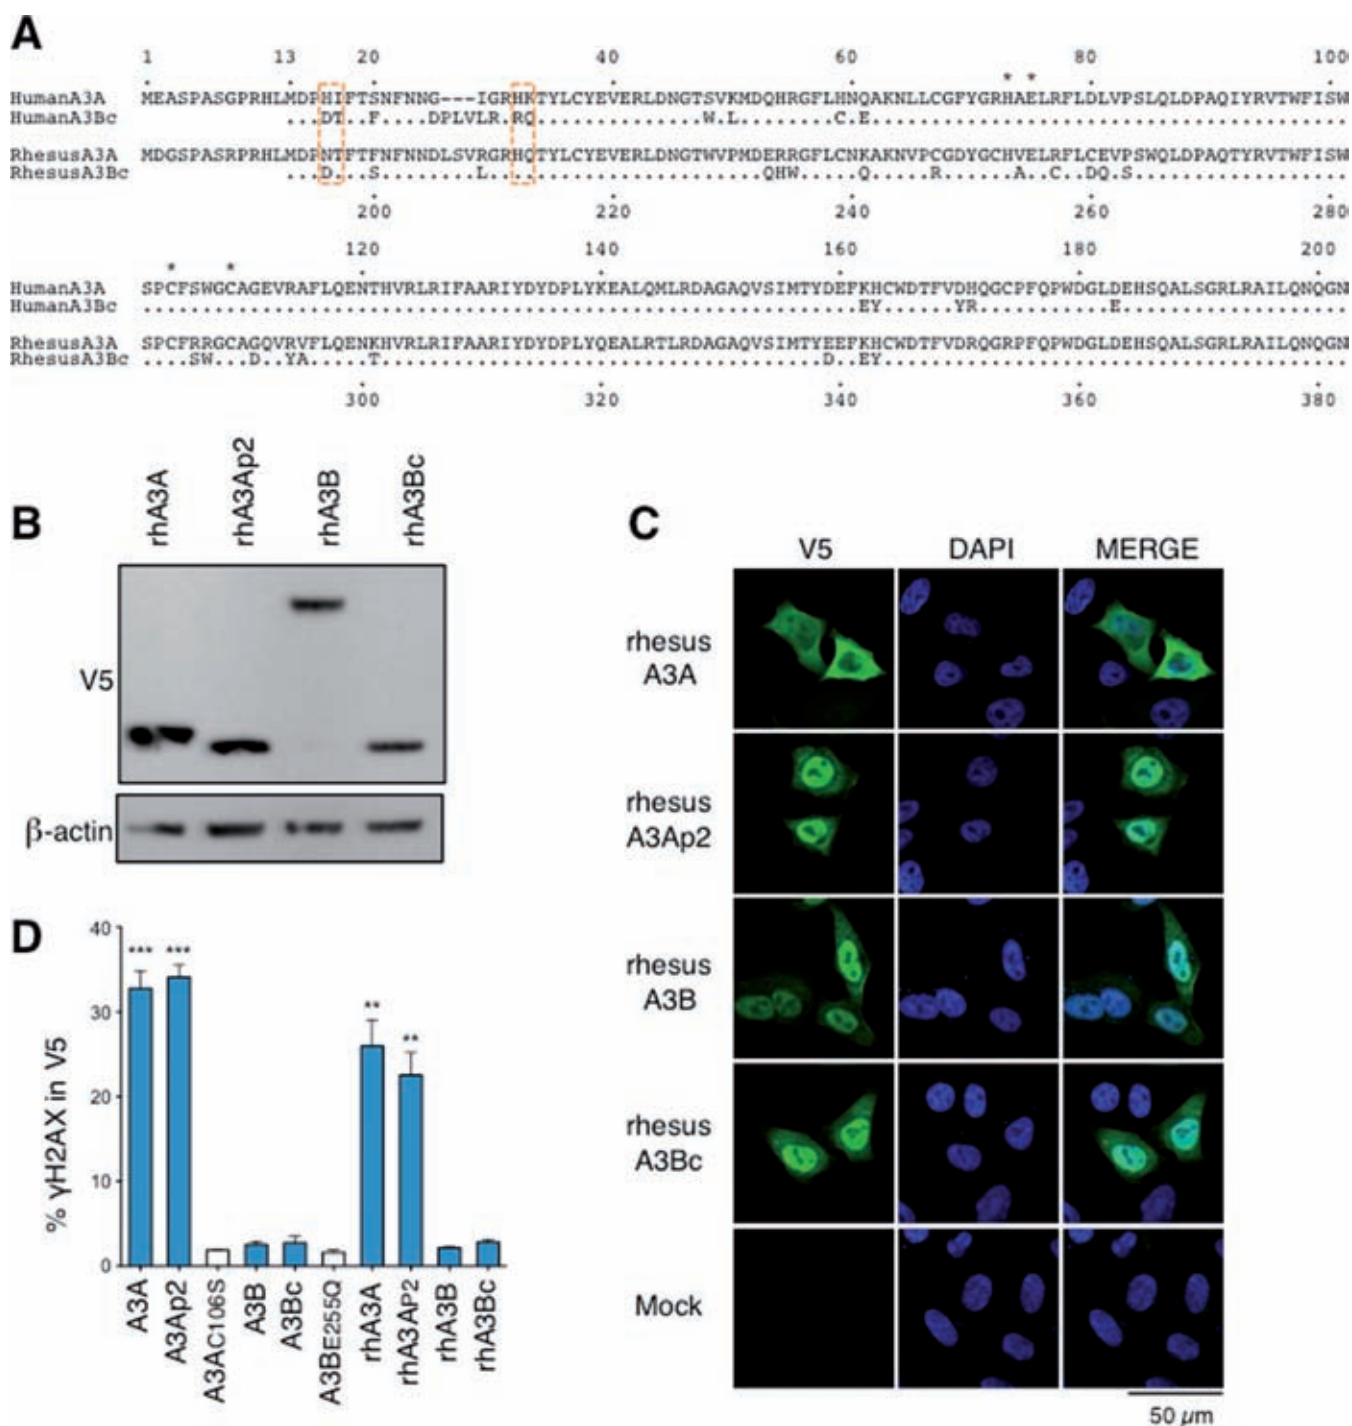 A
1 13 20 40 60 80 100
* *
HumanA3A MEASPASGPRHLMDPHIFTSNFNNG---IGRHKTYLCYEVERLDNGTSVKMDQHRGFLHNQAKNLLCGFYGRHAELRFLDLVPSLQLDPAQIYRVTWFISW
HumanA3Bc ...DT..F....DPLVLR.RQ..............W.L........C.E.......................................
RhesusA3A MDGSPASRPRHLMDPNTFTFNFNNDLSVRGRHQTYLCYEVERLDNGTWVPMDERRGFLCNKAKNVPCGDYGCHVELRFLCEVPSWQLDPAQTYRVTWFISW
RhesusA3Bc ...D...S........L.......................QHW.....Q.....H......A..C..DQ.S.................
200 220 240 260 280
120 140 160 180 200
* *
HumanA3A SPCFSWGCAGEVRAFLQENTHVRLRIFAARIYDYDPLYKEALQMLRDAGAQVSIMTYDEFKHCWDTFVDHQGCPFQPWDGLDEHSQALSGRLRAILQNQGN
HumanA3Bc ............................................................EY......YR...........E..................
RhesusA3A SPCFRRGCAGQVRVFLQENKHVRLRIFAARIYDYDPLYQEALRTLRDAGAQVSIMTYEEFKHCWDTFVDRQGRPFQPWDGLDEHSQALSGRLRAILQNQGN
RhesusA3Bc ....SW...D..YA.....T.....................................D..EY......................................
300 320 340 360 380
B
rhA3A rhA3Ap2 rhA3B rhA3Bc
V5
β-actin
C
V5 DAPI MERGE
rhesus
A3A
rhesus
A3Ap2
rhesus
A3B
rhesus
A3Bc
Mock
50 µm
D
% γH2AX in V5
40
30
20
10
0
*** *** ** **
A3A A3Ap2 A3AC106S A3B A3Bc A3BE255Q rhA3A rhA3AP2 rhA3B rhA3Bc